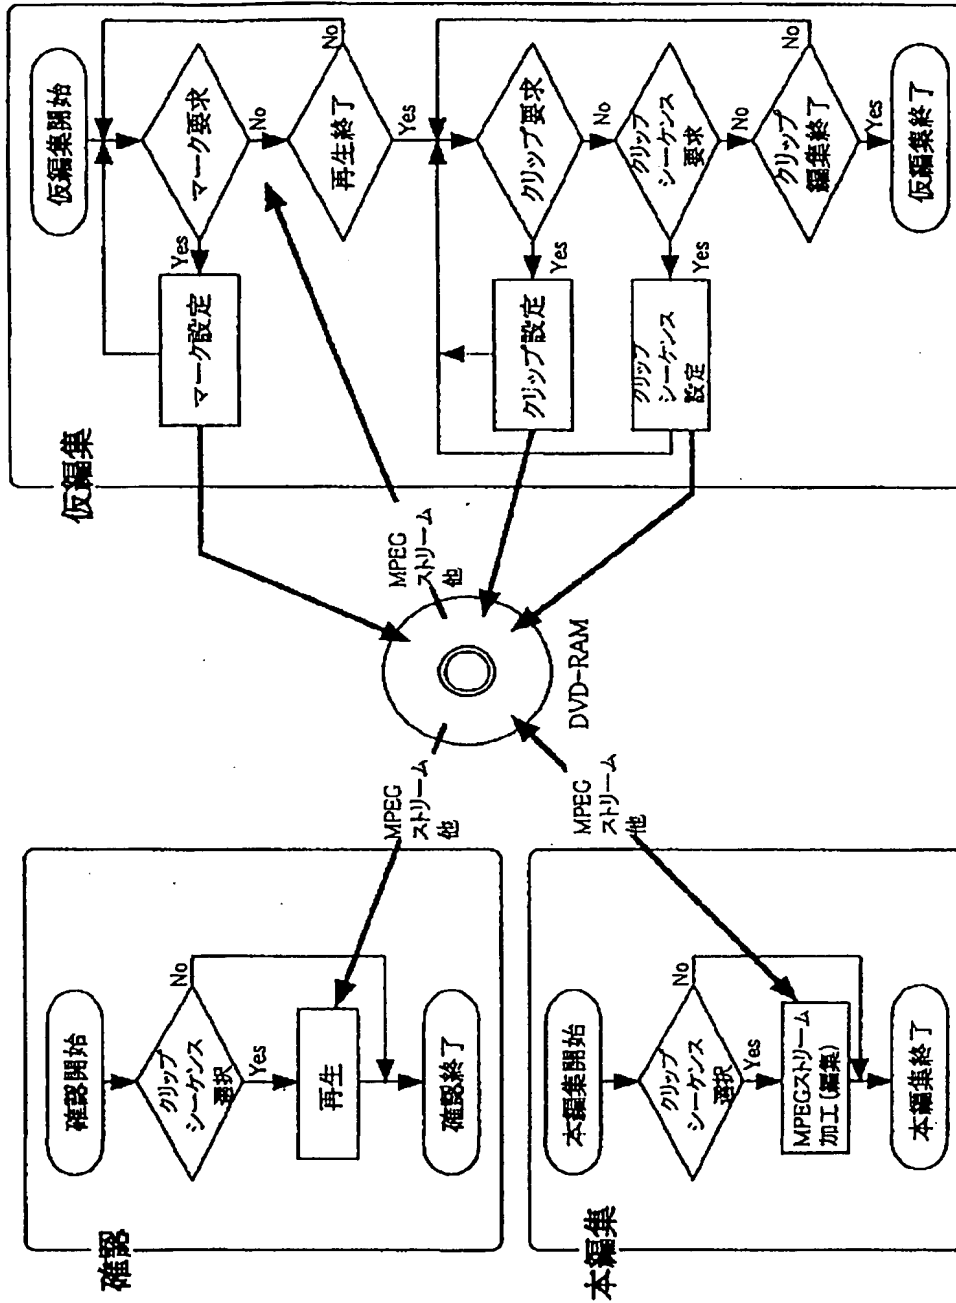 確認
確認開始
クリップ
シーケンス
選択
No
Yes
再生
確認終了
MPEG
ストリーム
他
本編集
本編集開始
クリップ
シーケンス
選択
No
Yes
MPEGストリーム
加工(編集)
本編集終了
MPEG
ストリーム
他
DVD-RAM
MPEG
ストリーム
他
仮編集
仮編集開始
マーク要求
Yes
No
マーク設定
再生終了
No
Yes
クリップ要求
Yes
No
クリップ設定
クリップ
シーケンス
要求
Yes
No
クリップ
シーケンス
設定
クリップ
編集終了
No
Yes
仮編集終了